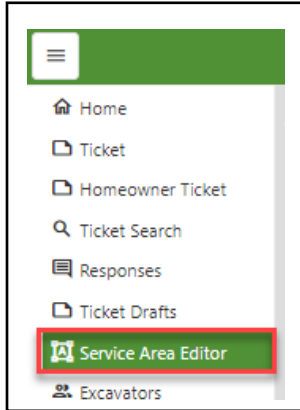 Home
Ticket
Homeowner Ticket
Ticket Search
Responses
Ticket Drafts
Service Area Editor
Excavators